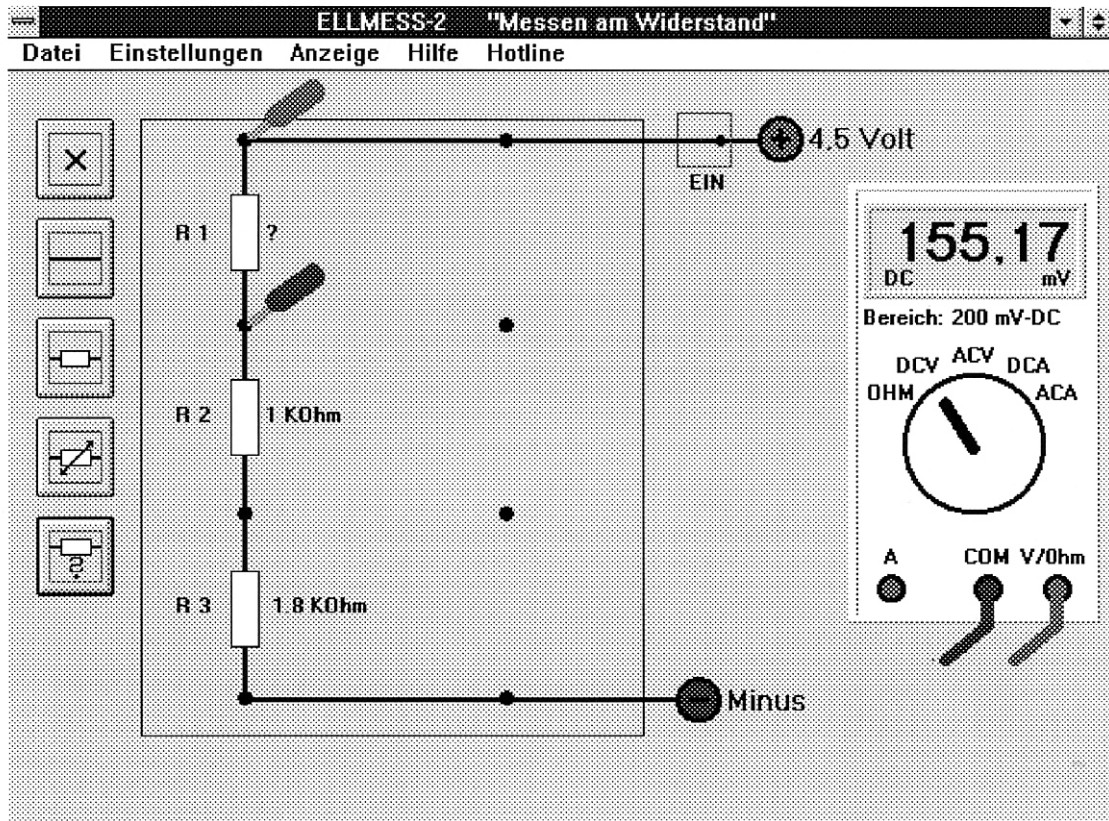 ELLMESS-2 "Messen am Widerstand"
Datei Einstellungen Anzeige Hilfe Hotline
4,5 Volt
EIN
R 1 ?
155,17
DC mV
Bereich: 200 mV-DC
OHM DCV ACV DCA ACA
R 2 1 KOhm
A COM V/Ohm
R 3 1.8 KOhm
Minus